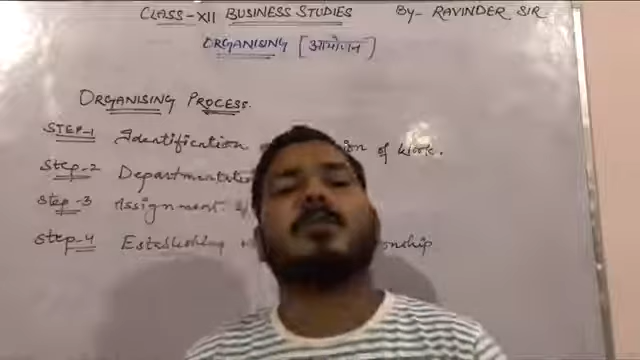 CLASS-XII BUSINESS STUDIES By- RAVINDER SIR
ORGANISING [आयोजन]
ORGANISING PROCESS.
STEP-1 Identification of Work.
Step-2
Step-3 Assignment
Step-4 Establishing